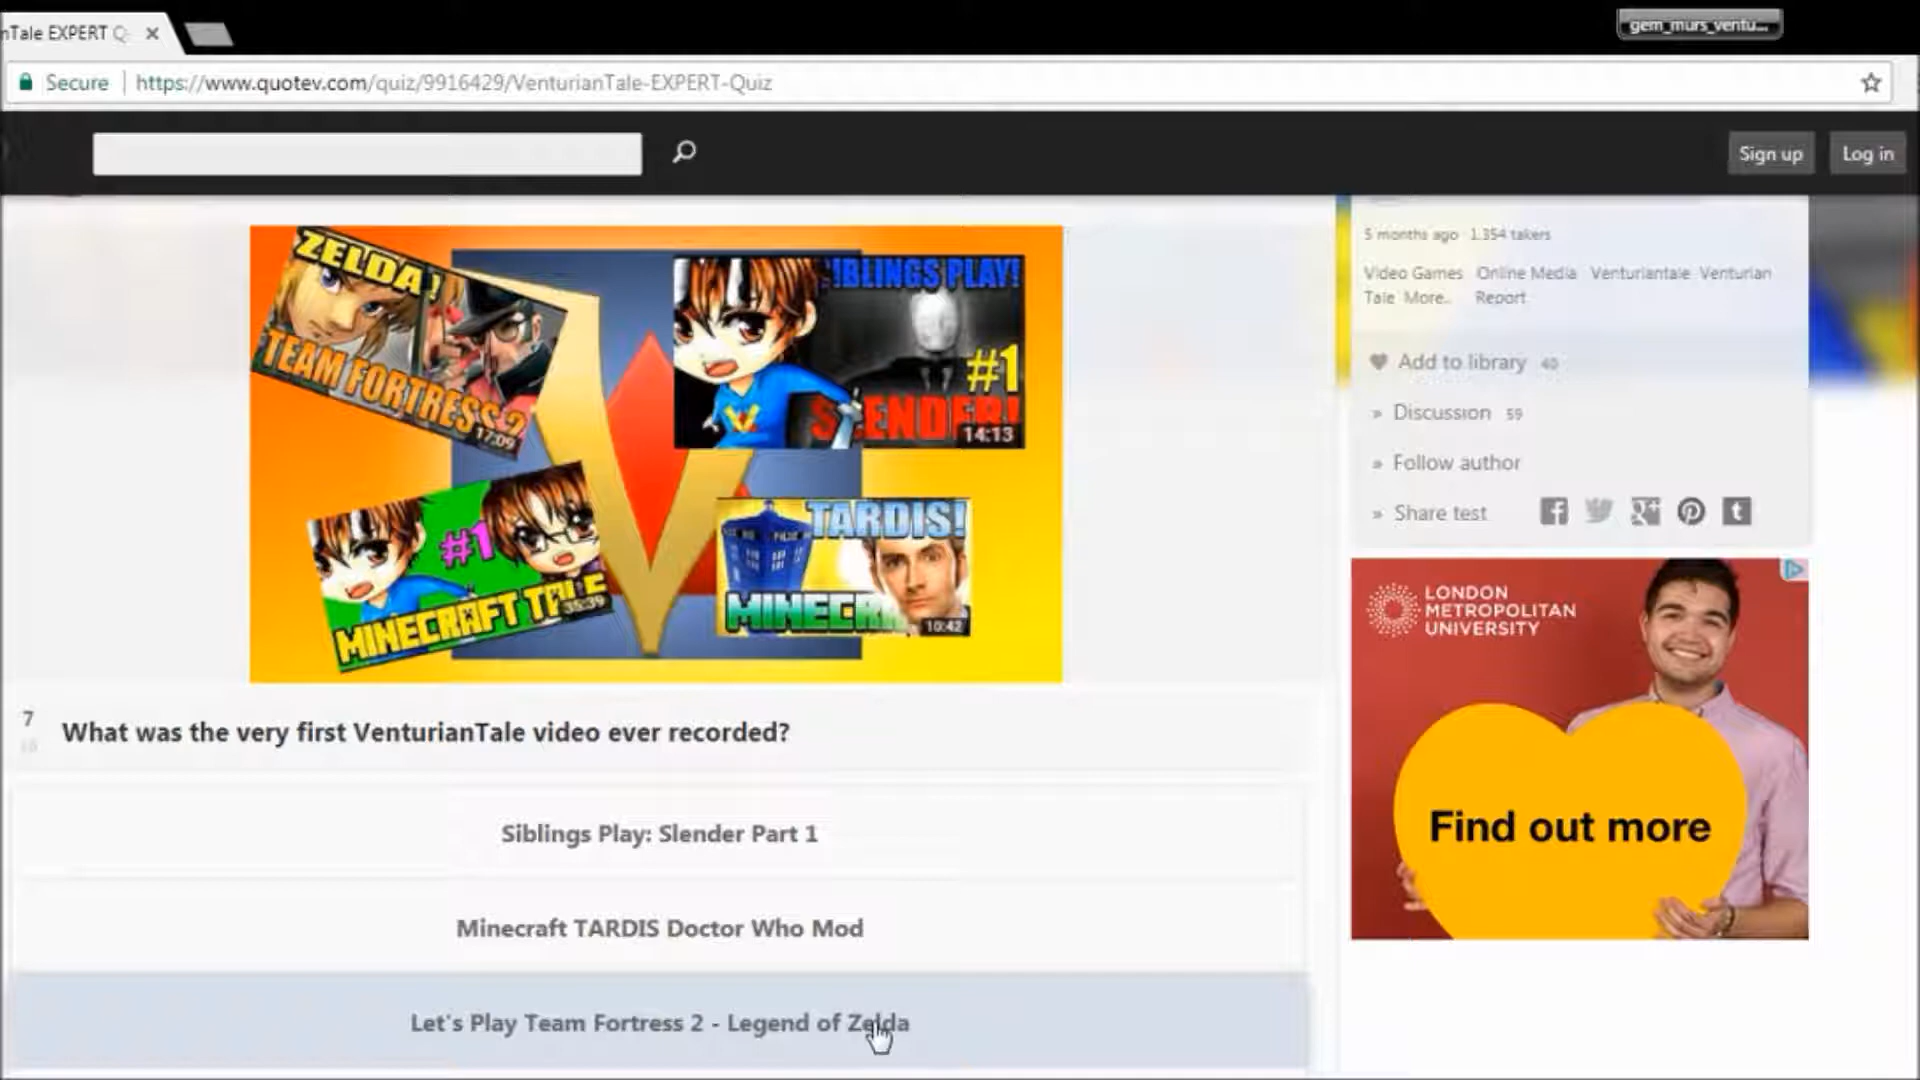 nTale EXPERT Q
gem_murs_ventu...
Secure
https://www.quotev.com/quiz/9916429/VenturianTale-EXPERT-Quiz
Sign up
Log in
ZELDA!
TEAM FORTRESS 2
17:09
SIBLINGS PLAY!
#1
SLENDER!
14:13
#1
MINECRAFT TALE
35:39
TARDIS!
MINECRA
10:42
5 months ago 1,354 takers
Video Games Online Media Venturiantale Venturian
Tale More.. Report
Add to library 40
» Discussion 59
» Follow author
» Share test
LONDON
METROPOLITAN
UNIVERSITY
Find out more
7
What was the very first VenturianTale video ever recorded?
Siblings Play: Slender Part 1
Minecraft TARDIS Doctor Who Mod
Let's Play Team Fortress 2 - Legend of Zelda